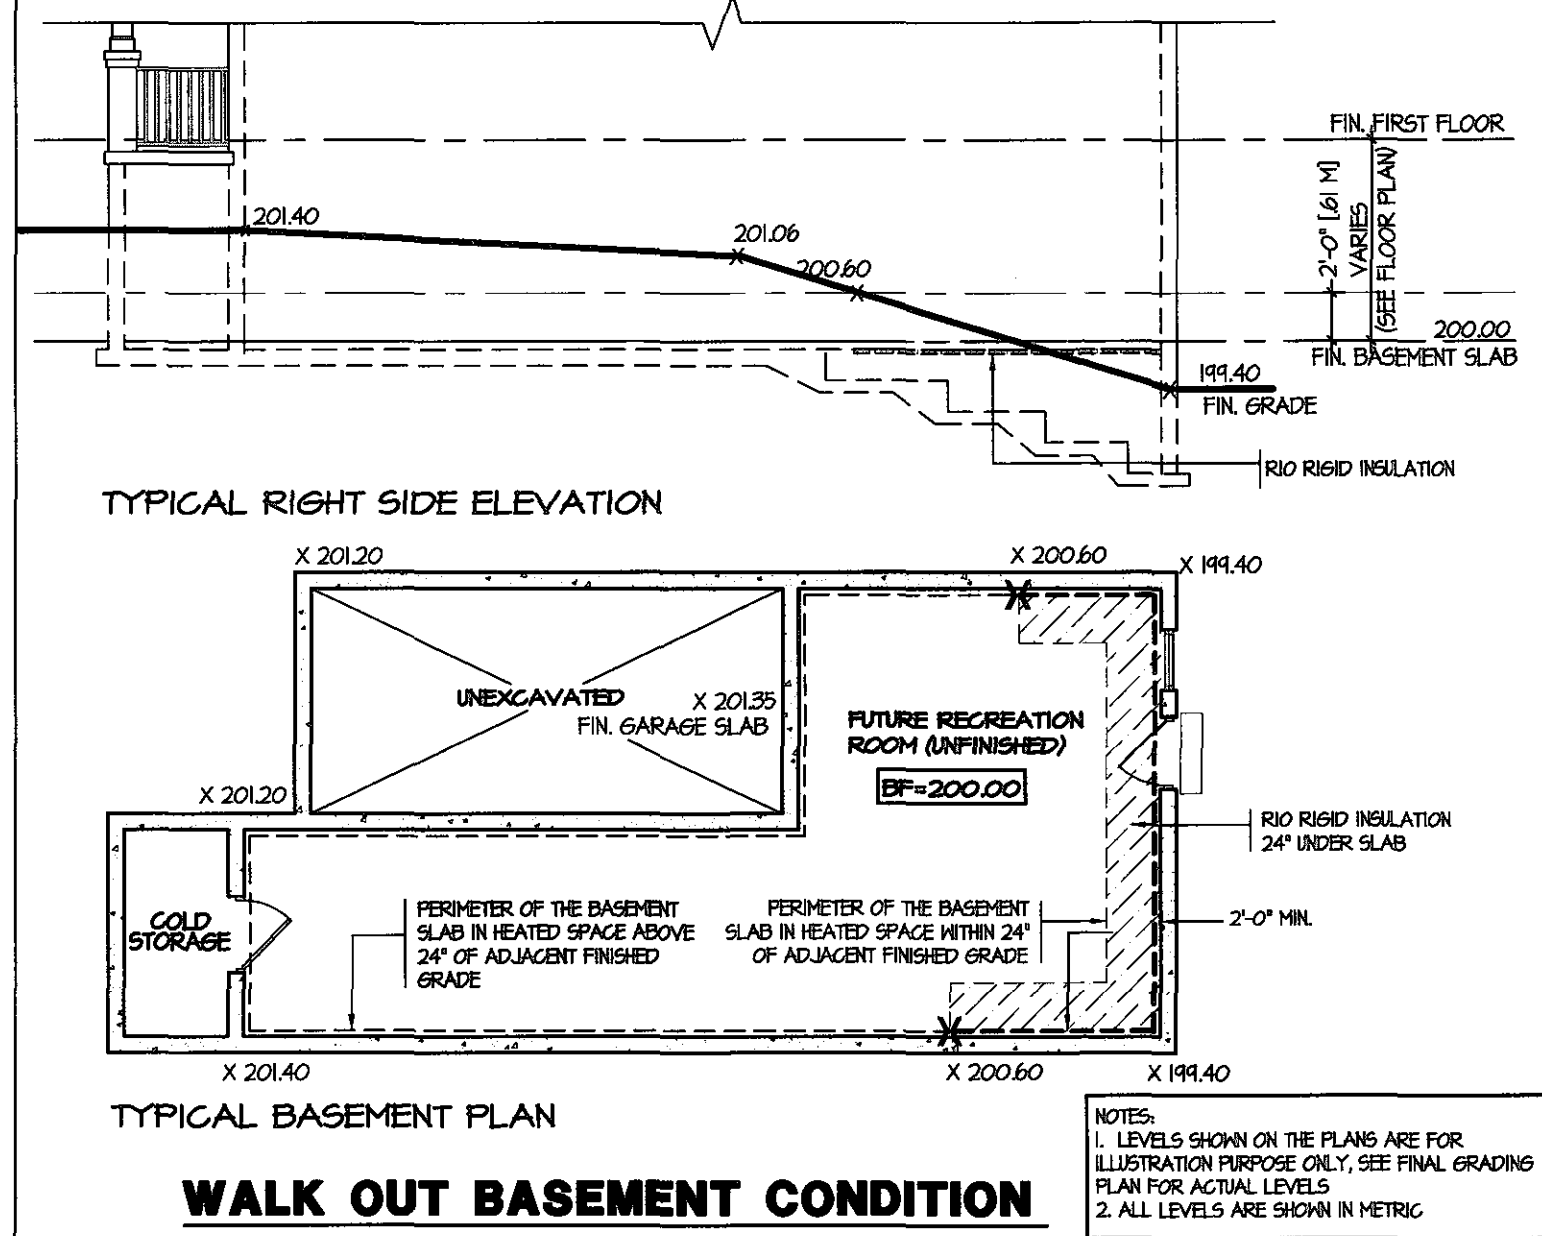 FIN. FIRST FLOOR
2'-0" [.61 M]
VARIES
(SEE FLOOR PLAN)
201.40
201.06
200.60
200.00
FIN. BASEMENT SLAB
199.40
FIN. GRADE
R10 RIGID INSULATION
TYPICAL RIGHT SIDE ELEVATION
X 201.20
X 200.60
X 199.40
UNEXCAVATED
X 201.35
FIN. GARAGE SLAB
FUTURE RECREATION
ROOM (UNFINISHED)
BF=200.00
X 201.20
R10 RIGID INSULATION
24" UNDER SLAB
COLD
STORAGE
PERIMETER OF THE BASEMENT
SLAB IN HEATED SPACE ABOVE
24" OF ADJACENT FINISHED
GRADE
PERIMETER OF THE BASEMENT
SLAB IN HEATED SPACE WITHIN 24"
OF ADJACENT FINISHED GRADE
2'-0" MIN.
X 201.40
X 200.60
X 199.40
TYPICAL BASEMENT PLAN
WALK OUT BASEMENT CONDITION
NOTES:
1. LEVELS SHOWN ON THE PLANS ARE FOR
ILLUSTRATION PURPOSE ONLY, SEE FINAL GRADING
PLAN FOR ACTUAL LEVELS
2. ALL LEVELS ARE SHOWN IN METRIC